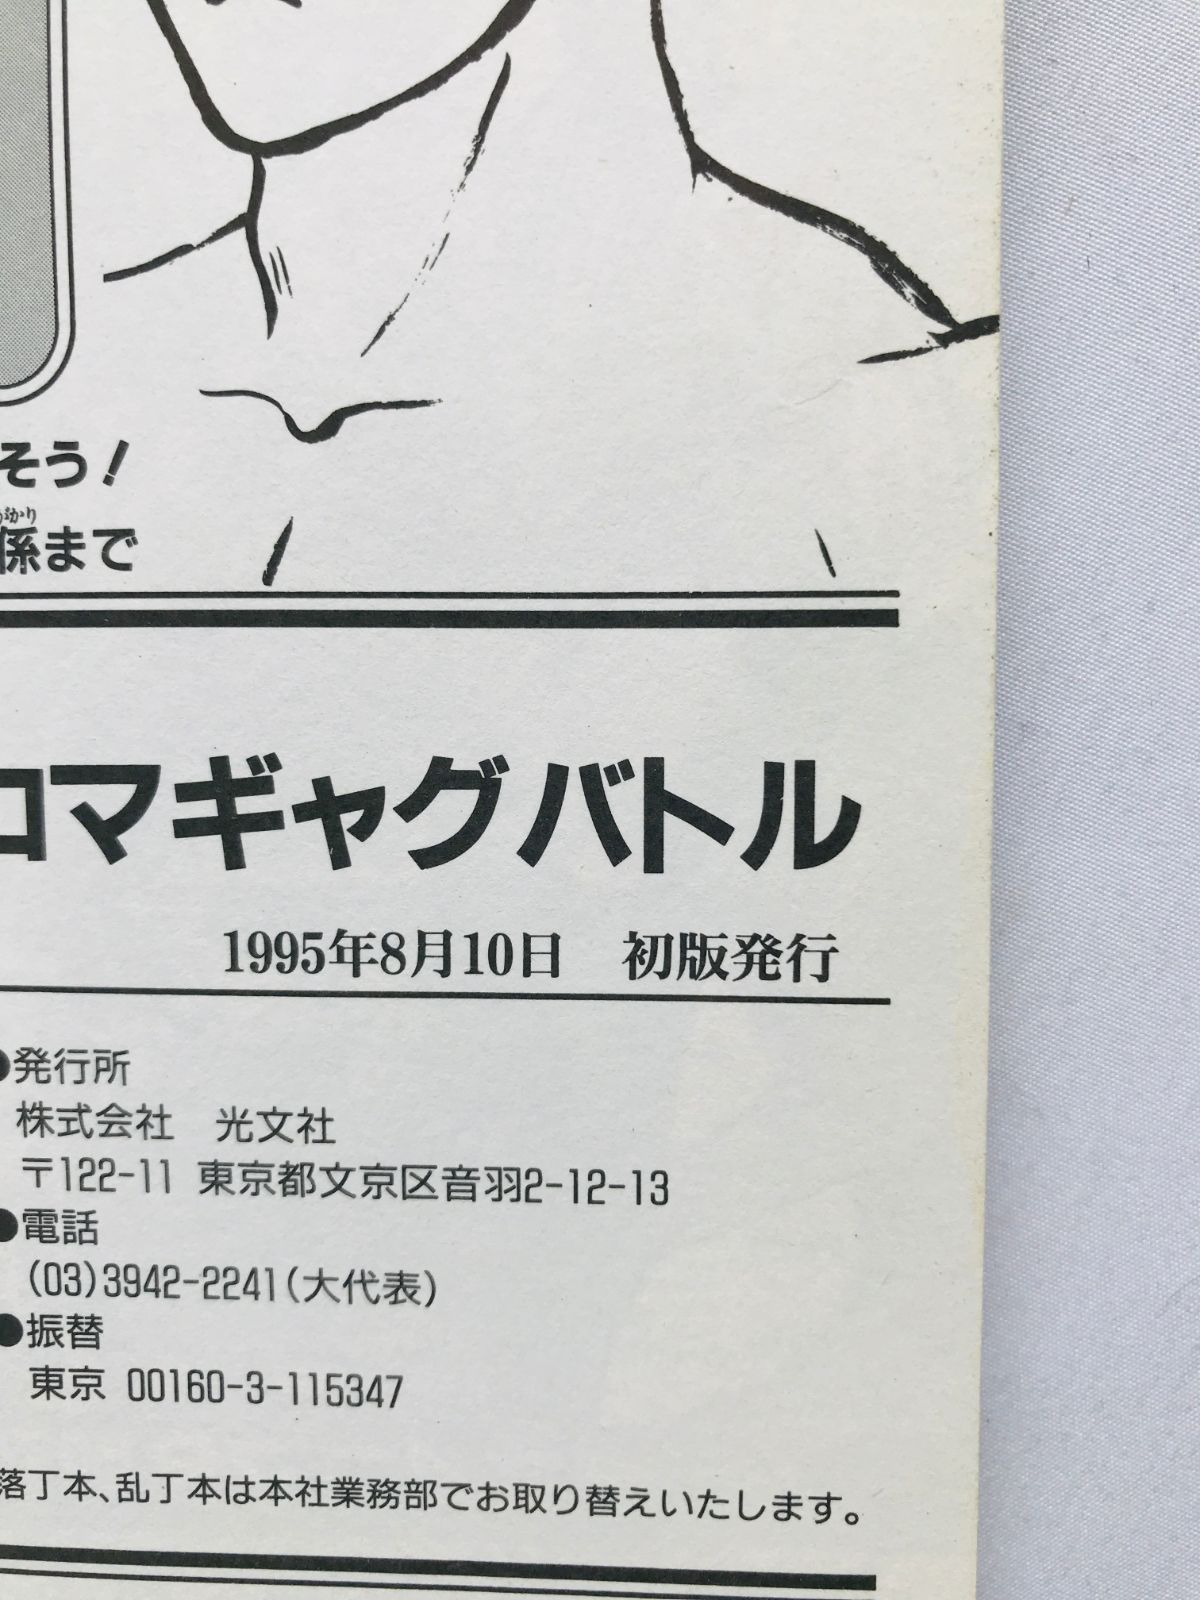 そう！
係まで
コマギャグバトル
1995年8月10日　初版発行
●発行所
株式会社　光文社
〒122-11 東京都文京区音羽2-12-13
●電話
(03)3942-2241(大代表)
●振替
東京 00160-3-115347
落丁本、乱丁本は本社業務部でお取り替えいたします。